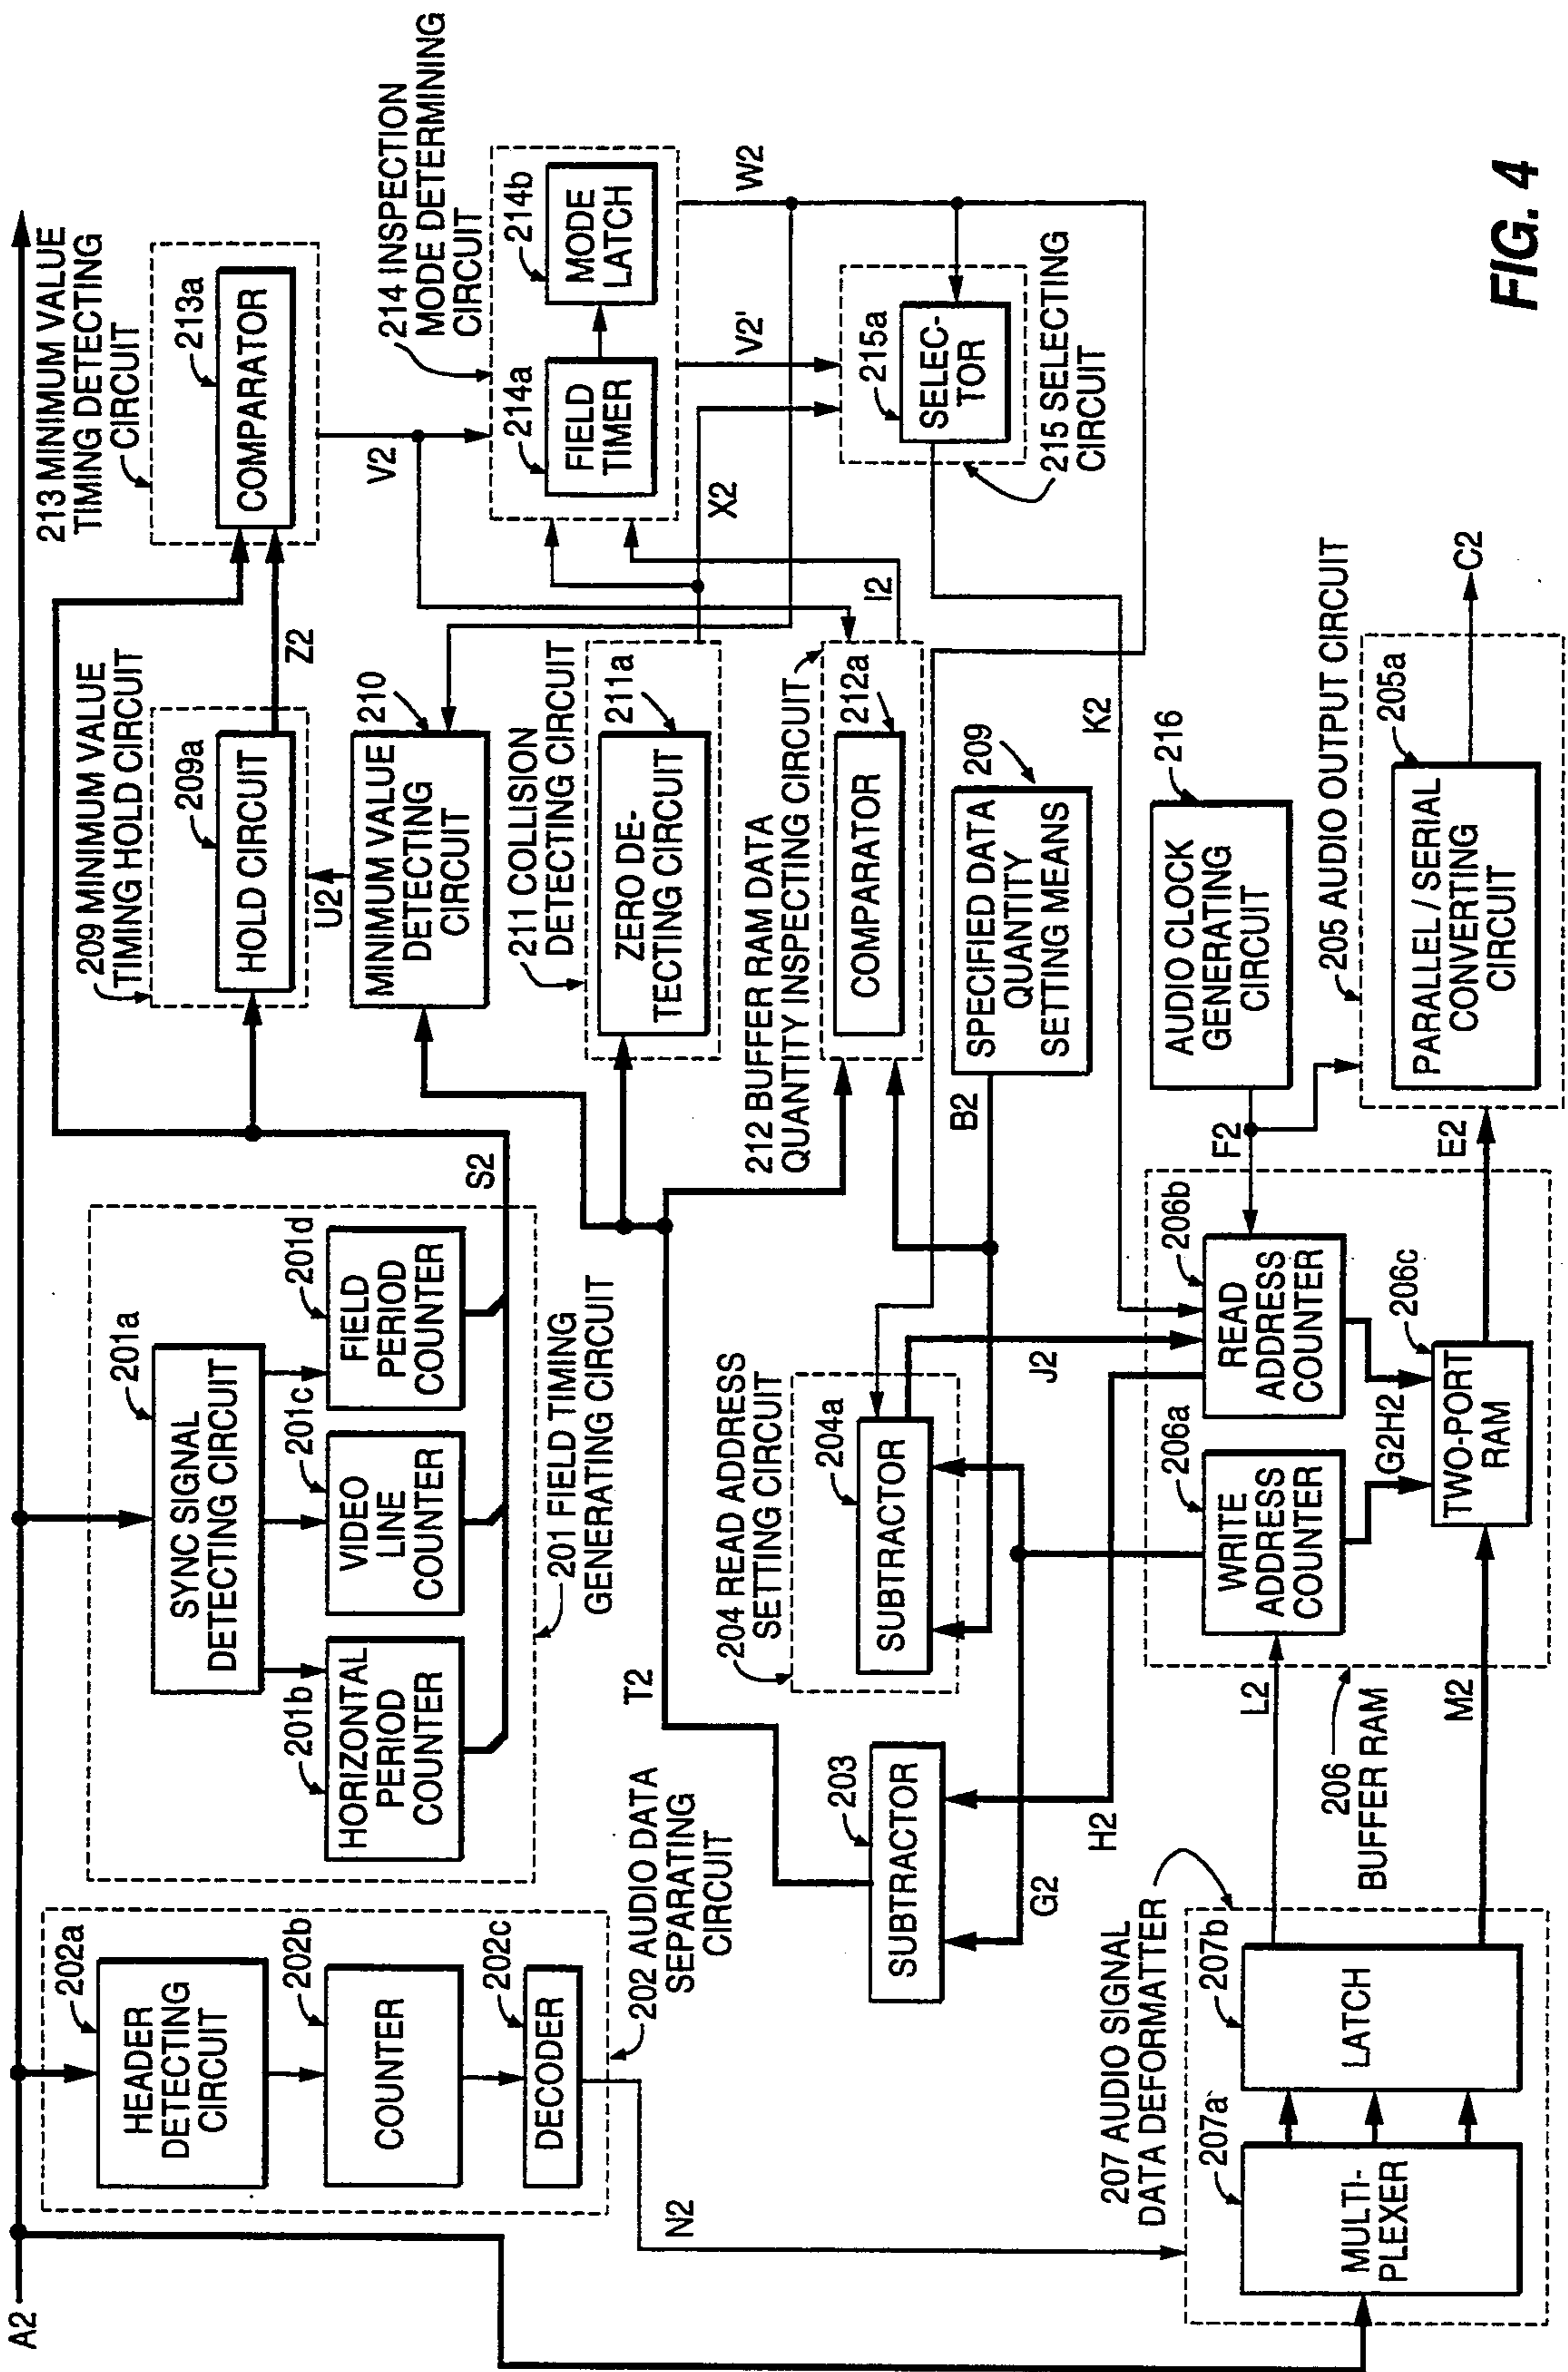 A2
202a
HEADER
DETECTING
CIRCUIT
202b
COUNTER
202c
DECODER
202 AUDIO DATA
SEPARATING
CIRCUIT
N2
201a
SYNC SIGNAL
DETECTING CIRCUIT
201b
HORIZONTAL
PERIOD
COUNTER
201c
VIDEO
LINE
COUNTER
201d
FIELD
PERIOD
COUNTER
201 FIELD TIMING
GENERATING CIRCUIT
S2
209 MINIMUM VALUE
TIMING HOLD CIRCUIT
209a
HOLD CIRCUIT
Z2
U2
210
MINIMUM VALUE
DETECTING
CIRCUIT
213 MINIMUM VALUE
TIMING DETECTING
CIRCUIT
213a
COMPARATOR
V2
214 INSPECTION
MODE DETERMINING
CIRCUIT
214a
FIELD
TIMER
214b
MODE
LATCH
X2
V2'
W2
211 COLLISION
DETECTING CIRCUIT
211a
ZERO DE-
TECTING CIRCUIT
212 BUFFER RAM DATA
QUANTITY INSPECTING CIRCUIT
212a
COMPARATOR
I2
215a
SELEC-
TOR
215 SELECTING
CIRCUIT
T2
203
SUBTRACTOR
204 READ ADDRESS
SETTING CIRCUIT
204a
SUBTRACTOR
B2
209
SPECIFIED DATA
QUANTITY
SETTING MEANS
K2
G2
H2
J2
F2
216
AUDIO CLOCK
GENERATING
CIRCUIT
207 AUDIO SIGNAL
DATA DEFORMATTER
207a
MULTI-
PLEXER
207b
LATCH
L2
M2
206
BUFFER RAM
206a
WRITE
ADDRESS
COUNTER
206b
READ
ADDRESS
COUNTER
G2H2
206c
TWO-PORT
RAM
E2
205 AUDIO OUTPUT CIRCUIT
205a
PARALLEL / SERIAL
CONVERTING
CIRCUIT
C2
FIG. 4